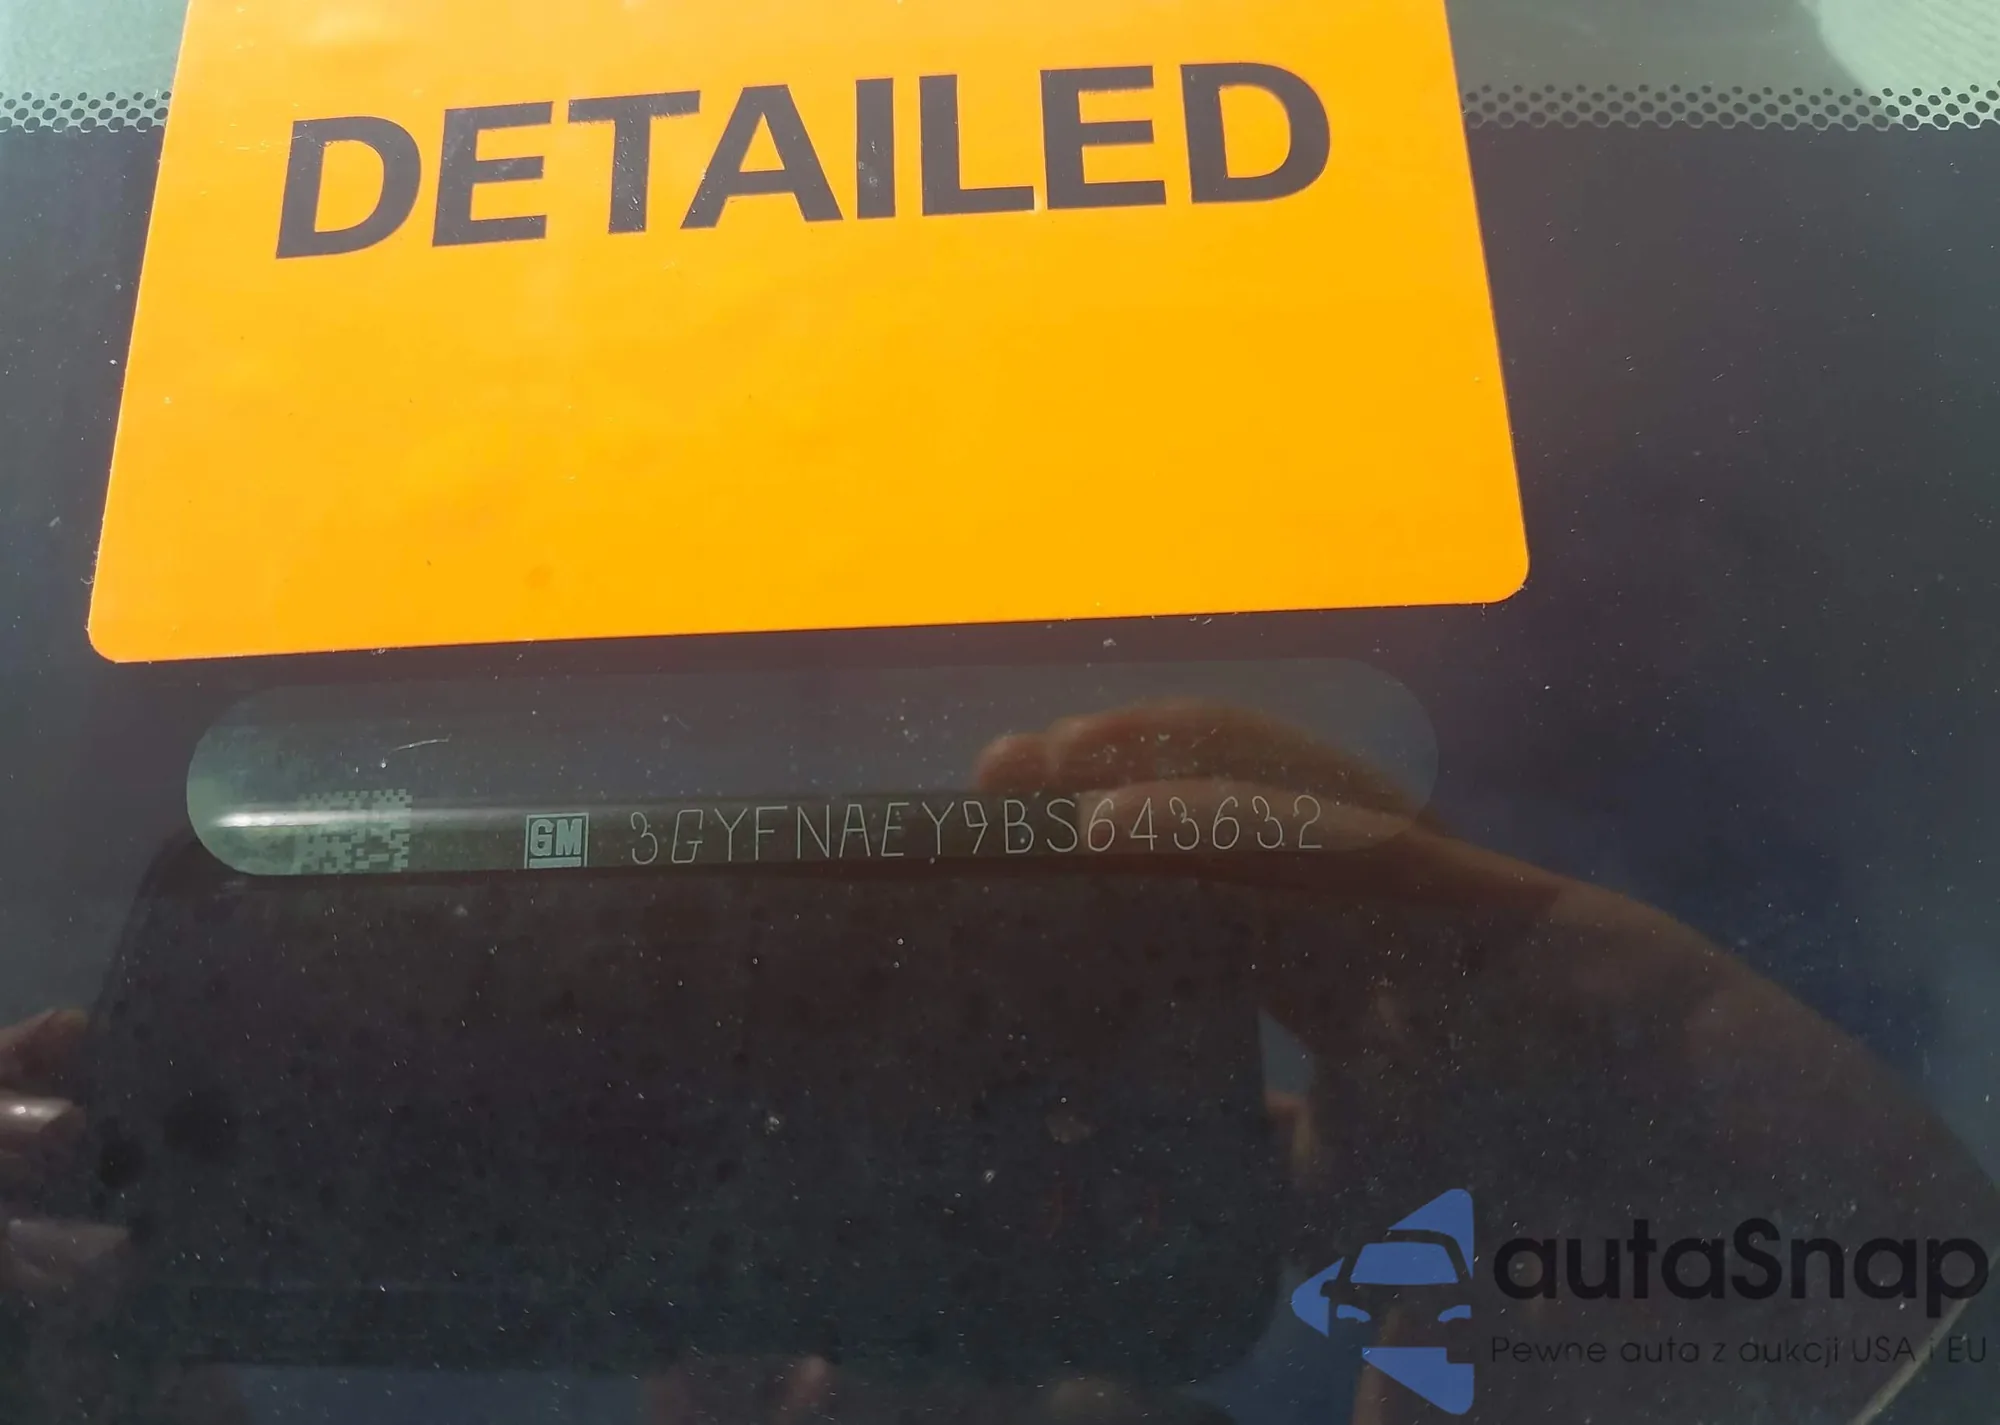 DETAILED
GM 3GYFNAEY9BS643632
autaSnap
Pewne auta z aukcji USA i EU